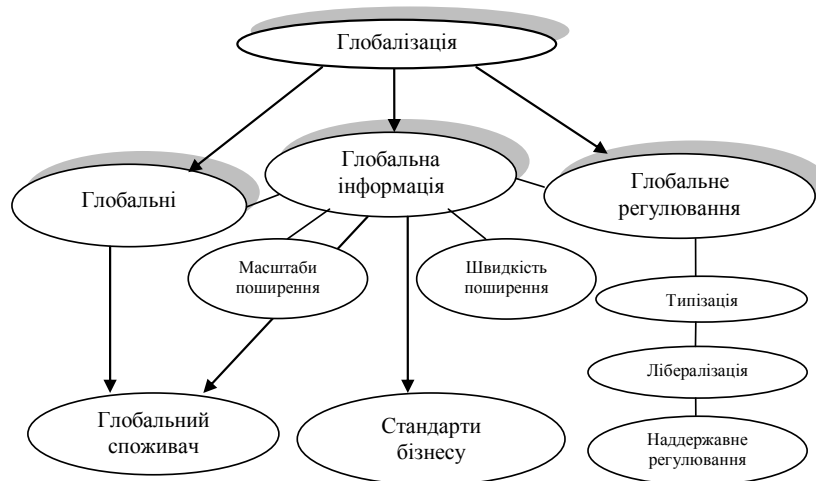 Глобалізація
Глобальна
інформація
Глобальні
Глобальне
регулювання
Масштаби
поширення
Швидкість
поширення
Типізація
Лібералізація
Глобальний
споживач
Стандарти
бізнесу
Наддержавне
регулювання